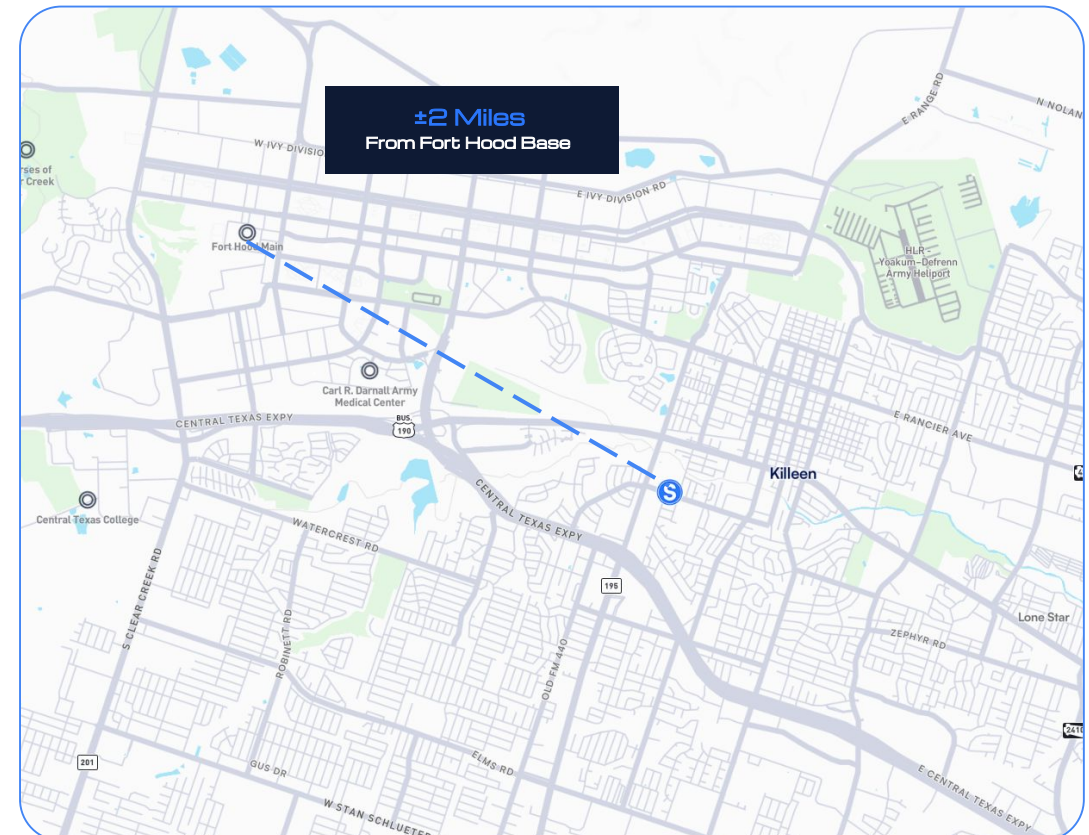 ±2 Miles
From Fort Hood Base
E RANGE RD
N NOLAN
W IVY DIVISIO
rses of
r Creek
E IVY DIVISION RD
Fort Hood Main
HLR -
Yoakum-Defrenn
Army Heliport
Carl R. Darnall Army
Medical Center
CENTRAL TEXAS EXPY
BUS.
190
E RANCIER AVE
Killeen
S
CENTRAL TEXAS EXPY
Central Texas College
WATERCREST RD
195
S CLEAR CREEK RD
ROBINETT RD
OLD FM 440
Lone Star
ZEPHYR RD
2410
201
GUS DR
ELMS RD
W STAN SCHLUETER
E CENTRAL TEXAS EXPY